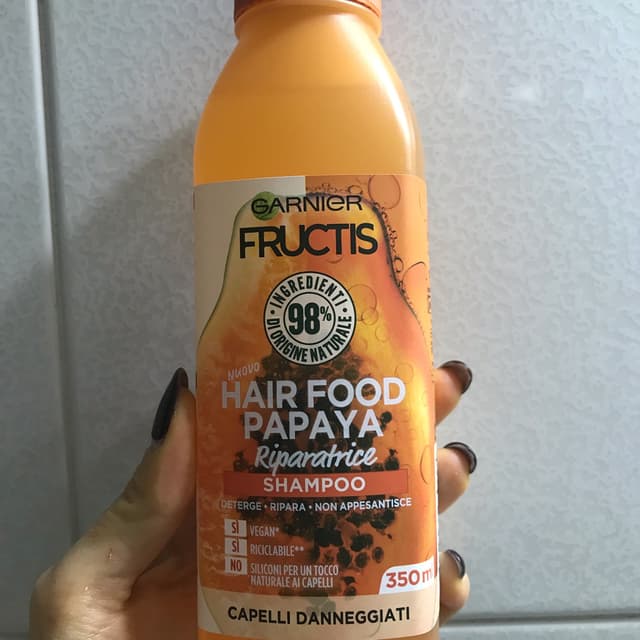 GARNIER
FRUCTIS
INGREDIENTI
98%
DI ORIGINE NATURALE
NUOVO
HAIR FOOD
PAPAYA
Riparatrice
SHAMPOO
DETERGE • RIPARA • NON APPESANTISCE
SÌ VEGAN*
SÌ RICICLABILE**
NO SILICONI PER UN TOCCO
NATURALE AI CAPELLI
350m
CAPELLI DANNEGGIATI